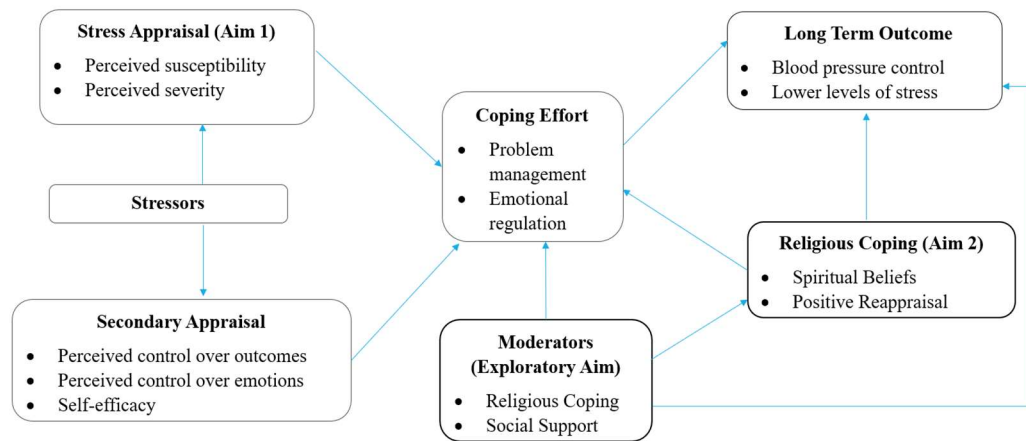 Stress Appraisal (Aim 1)
• Perceived susceptibility
• Perceived severity
Stressors
Secondary Appraisal
• Perceived control over outcomes
• Perceived control over emotions
• Self-efficacy
Coping Effort
• Problem
management
• Emotional
regulation
Moderators
(Exploratory Aim)
• Religious Coping
• Social Support
Long Term Outcome
• Blood pressure control
• Lower levels of stress
Religious Coping (Aim 2)
• Spiritual Beliefs
• Positive Reappraisal